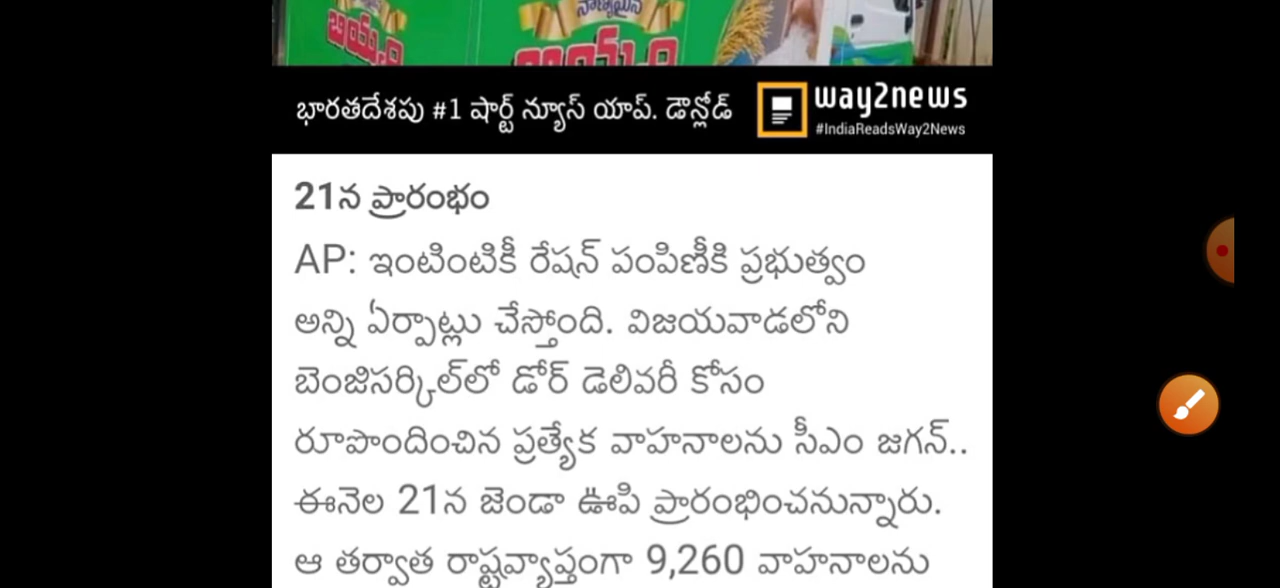 నాణ్యమైన
బియ్యం
భారతదేశపు #1 షార్ట్ న్యూస్ యాప్. డౌన్లోడ్
way2news
#IndiaReadsWay2News
21న ప్రారంభం
AP: ఇంటింటికీ రేషన్ పంపిణీకి ప్రభుత్వం
అన్ని ఏర్పాట్లు చేస్తోంది. విజయవాడలోని
బెంజిసర్కిల్‌లో డోర్ డెలివరీ కోసం
రూపొందించిన ప్రత్యేక వాహనాలను సీఎం జగన్..
ఈనెల 21న జెండా ఊపి ప్రారంభించనున్నారు.
ఆ తర్వాత రాష్ట్రవ్యాప్తంగా 9,260 వాహనాలను